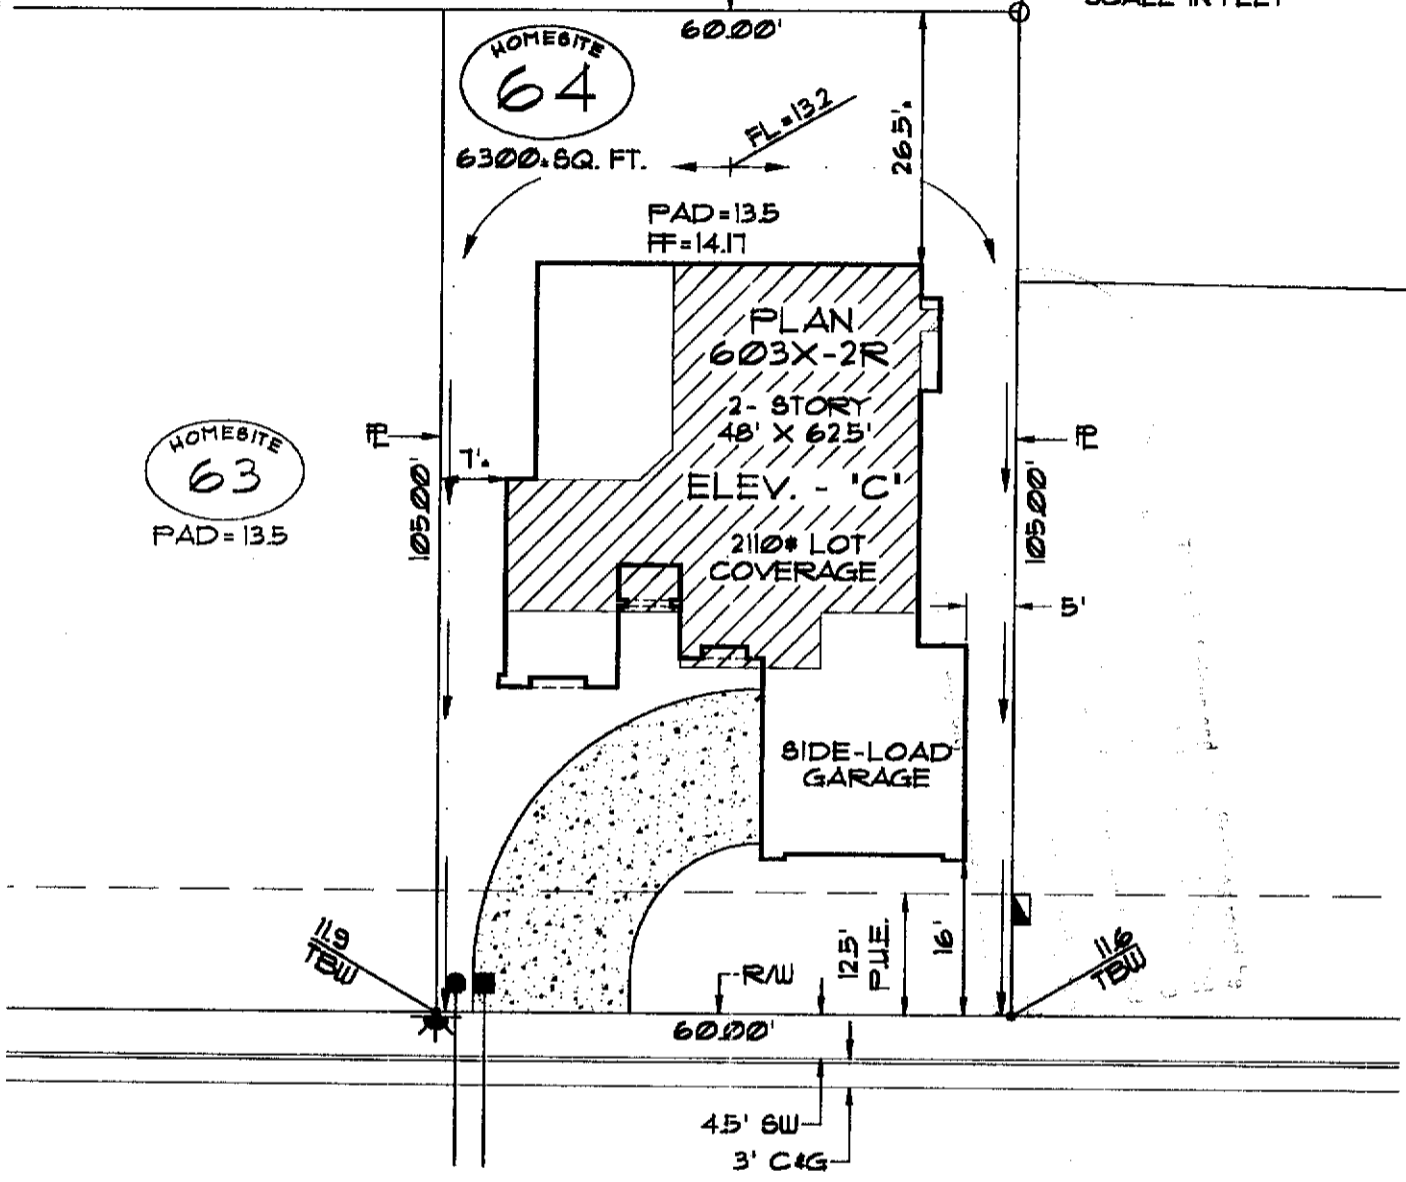 SCALE IN FEET
60.00'
HOMESITE
64
6300± SQ. FT.
FL=13.2
26.5'±
PAD=13.5
FF=14.17
PLAN
603X-2R
2-STORY
48' X 62.5'
ELEV. - "C"
2110# LOT
COVERAGE
HOMESITE
63
PAD=13.5
PL
7'±
105.00'
PL
105.00'
5'
SIDE-LOAD
GARAGE
11.9
TBW
R/W
12.5'
P.U.E.
16'
11.6
TBW
60.00'
4.5' SW
3' C&G